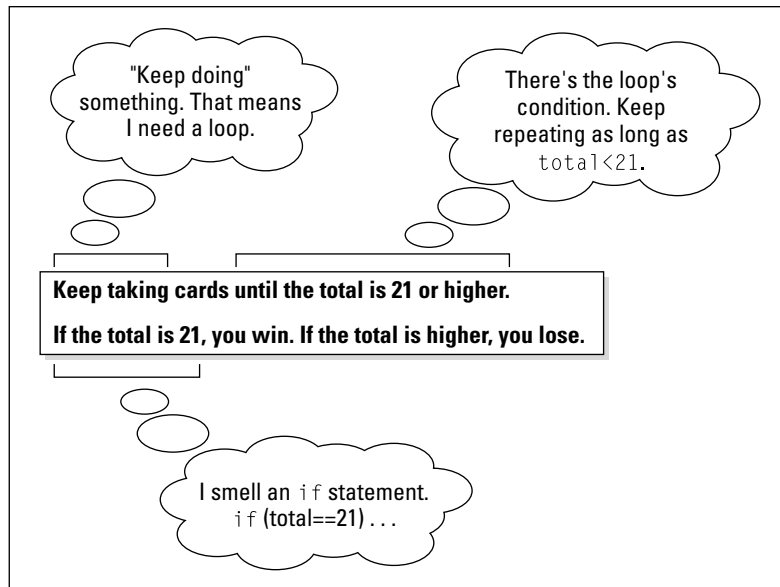 "Keep doing"
something. That means
I need a loop.
There's the loop's
condition. Keep
repeating as long as
total<21.
Keep taking cards until the total is 21 or higher.
If the total is 21, you win. If the total is higher, you lose.
I smell an if statement.
if (total==21) . . .